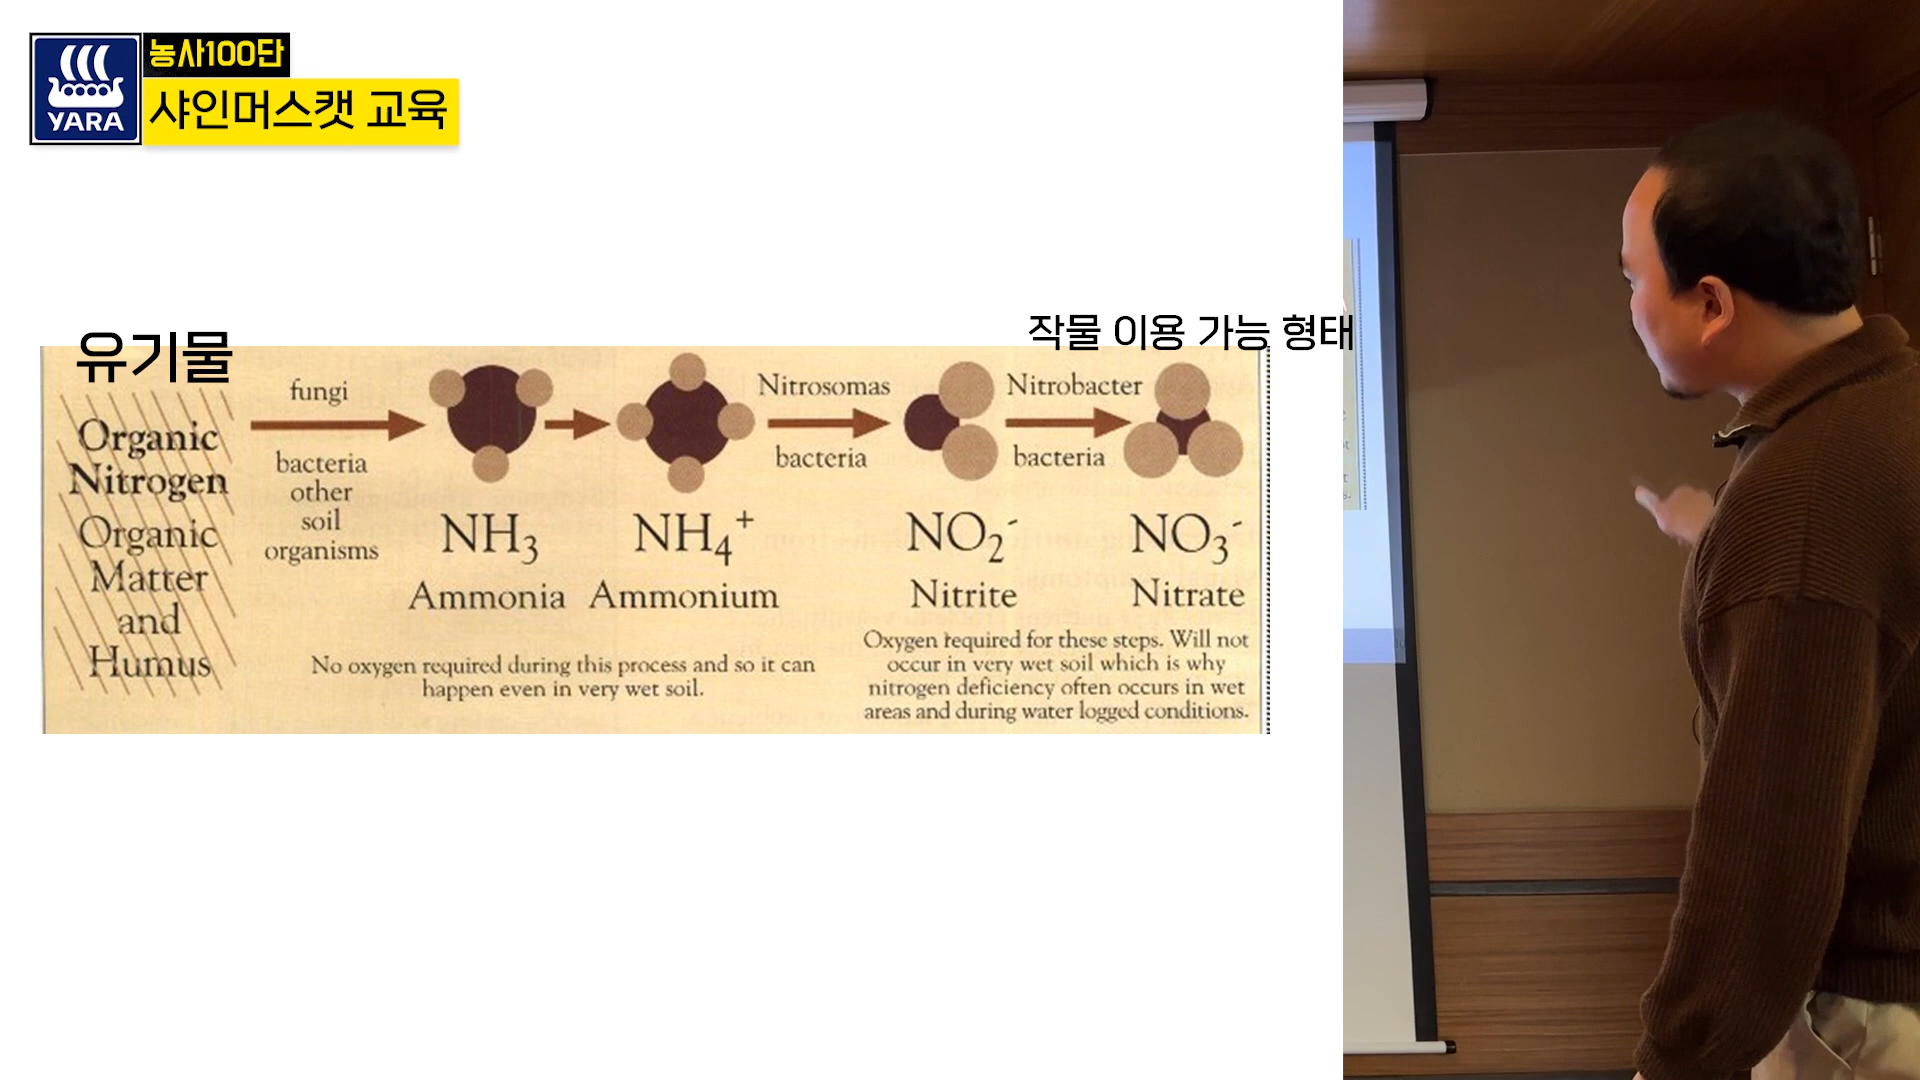 농사100단
YARA
샤인머스캣 교육
유기물
작물 이용 가능 형태
fungi
Nitrosomas
Nitrobacter
Organic
Nitrogen
Organic
Matter
and
Humus
bacteria
other
soil
organisms
bacteria
bacteria
NH3
NH4+
NO2-
NO3-
Ammonia
Ammonium
Nitrite
Nitrate
No oxygen required during this process and so it can
happen even in very wet soil.
Oxygen required for these steps. Will not
occur in very wet soil which is why
nitrogen deficiency often occurs in wet
areas and during water logged conditions.